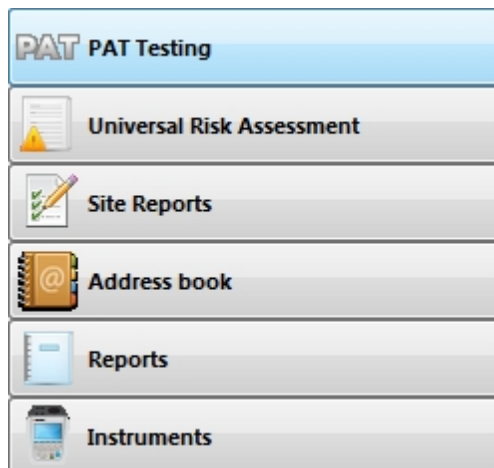 PAT PAT Testing
Universal Risk Assessment
Site Reports
@ Address book
Reports
Instruments